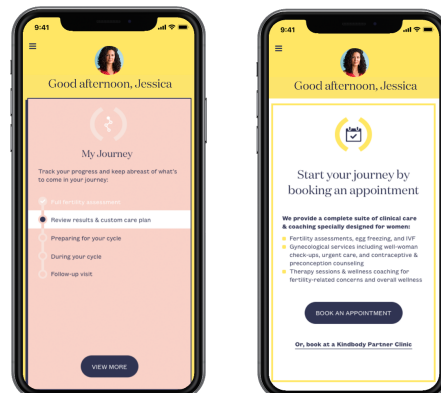 9:41
Good afternoon, Jessica
My Journey
Track your progress and keep abreast of what's
to come in your journey:
Full fertility assessment
Review results & custom care plan
Preparing for your cycle
During your cycle
Follow-up visit
VIEW MORE
9:41
Good afternoon, Jessica
Start your journey by
booking an appointment
We provide a complete suite of clinical care
& coaching specially designed for women:
Fertility assessments, egg freezing, and IVF
Gynecological services including well-woman
check-ups, urgent care, and contraceptive &
preconception counseling
Therapy sessions & wellness coaching for
fertility-related concerns and overall wellness
BOOK AN APPOINTMENT
Or, book at a Kindbody Partner Clinic